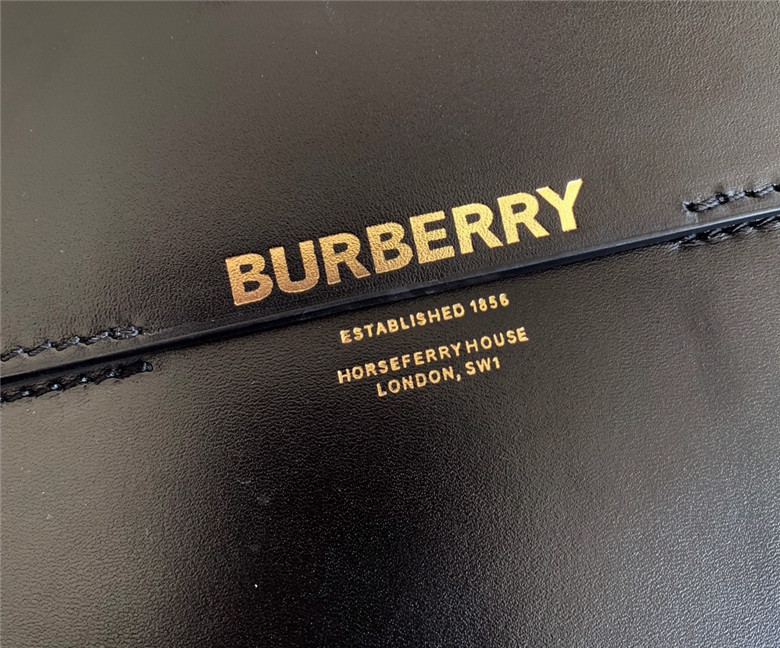 BURBERRY
ESTABLISHED 1856
HORSEFERRY HOUSE
LONDON, SW1